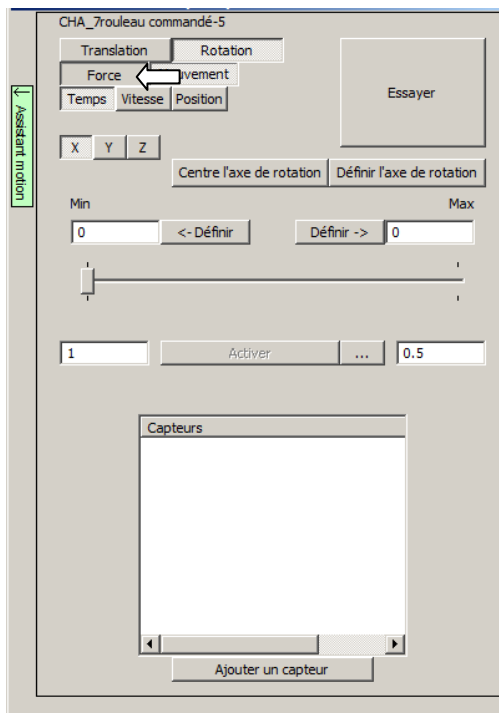 CHA_7rouleau commandé-5
Translation Rotation
Force uvement
Temps Vitesse Position
Essayer
Assistant motion
X Y Z
Centre l'axe de rotation Définir l'axe de rotation
Min Max
0 <- Définir Définir -> 0
1 Activer ... 0.5
Capteurs
Ajouter un capteur